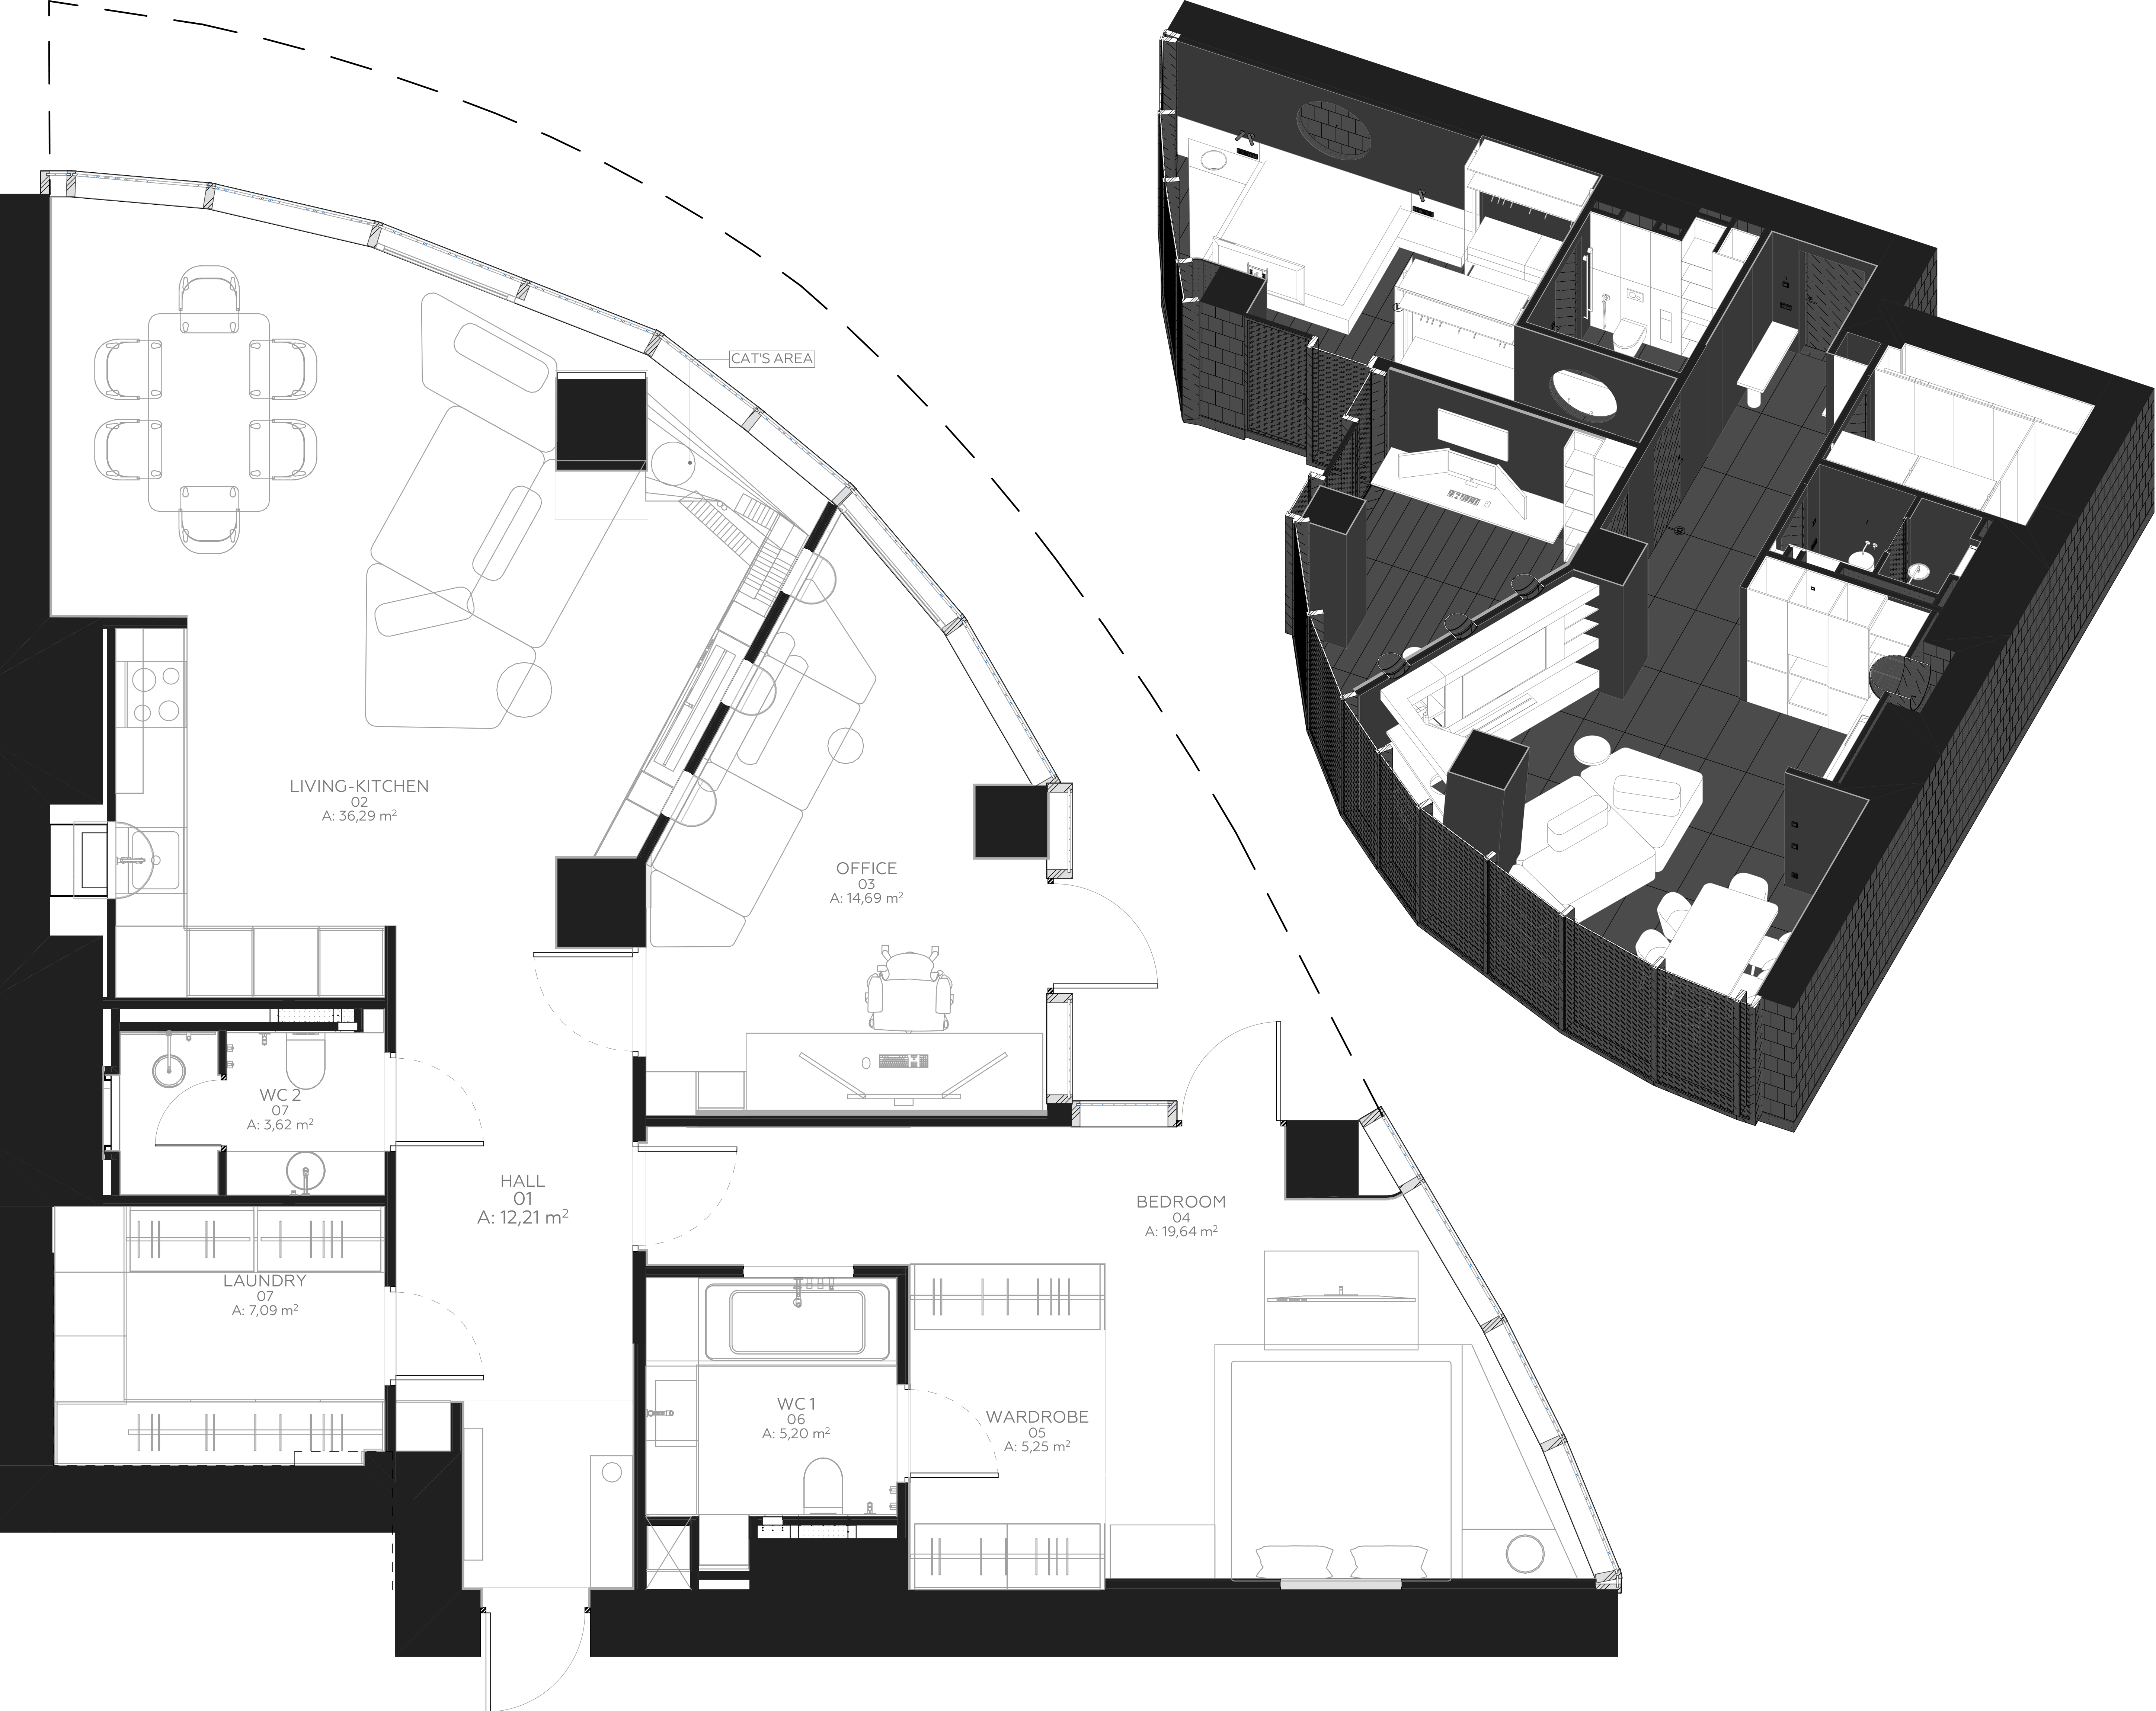 CAT'S AREA
LIVING-KITCHEN
02
A: 36,29 m²
OFFICE
03
A: 14,69 m²
WC 2
07
A: 3,62 m²
HALL
01
A: 12,21 m²
BEDROOM
04
A: 19,64 m²
LAUNDRY
07
A: 7,09 m²
WC 1
06
A: 5,20 m²
WARDROBE
05
A: 5,25 m²